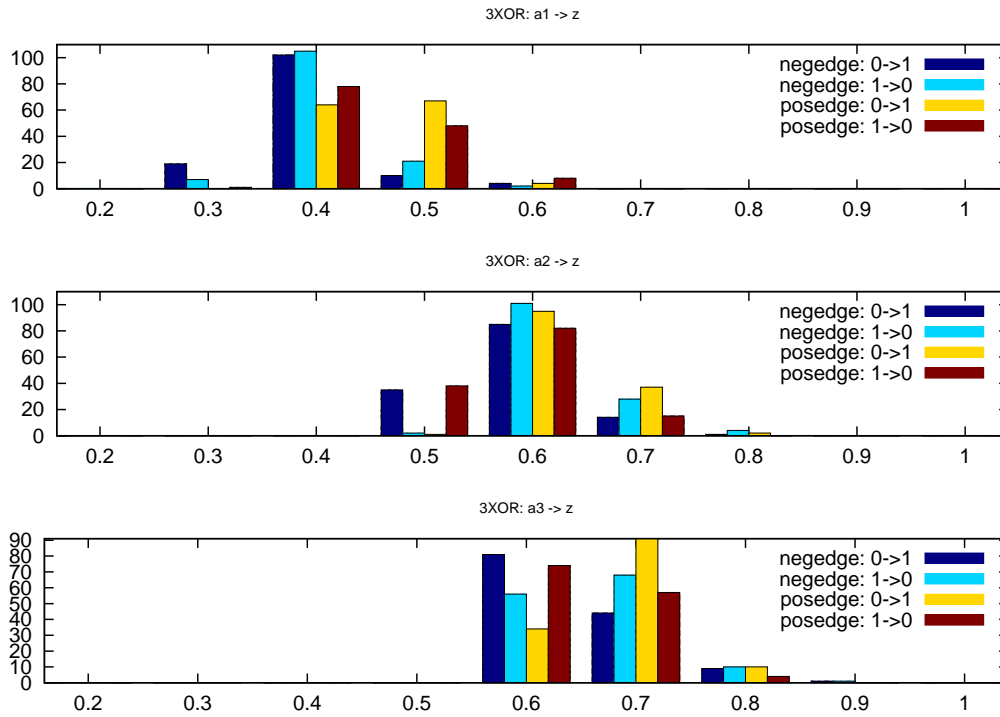 3XOR: a1 -> z
100
80
60
40
20
0
negedge: 0->1
negedge: 1->0
posedge: 0->1
posedge: 1->0
0.2 0.3 0.4 0.5 0.6 0.7 0.8 0.9 1
3XOR: a2 -> z
100
80
60
40
20
0
negedge: 0->1
negedge: 1->0
posedge: 0->1
posedge: 1->0
0.2 0.3 0.4 0.5 0.6 0.7 0.8 0.9 1
3XOR: a3 -> z
90
80
70
60
50
40
30
20
10
0
negedge: 0->1
negedge: 1->0
posedge: 0->1
posedge: 1->0
0.2 0.3 0.4 0.5 0.6 0.7 0.8 0.9 1